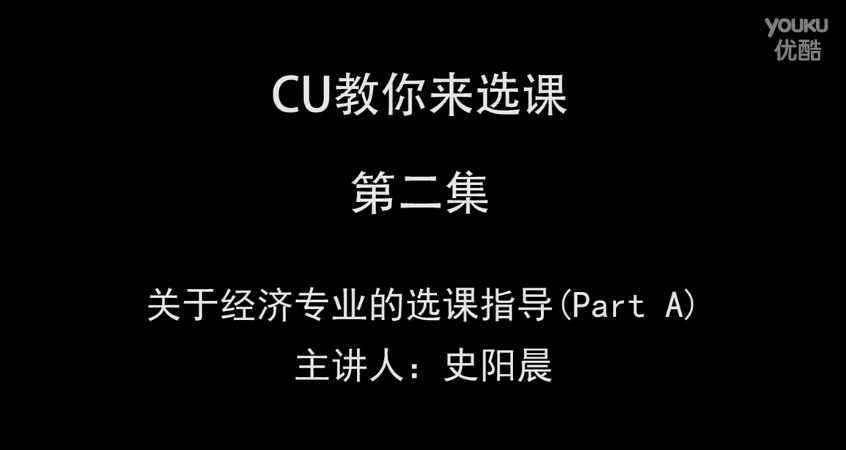 YOUKU
优酷
CU教你来选课
第二集
关于经济专业的选课指导(Part A)
主讲人：史阳晨